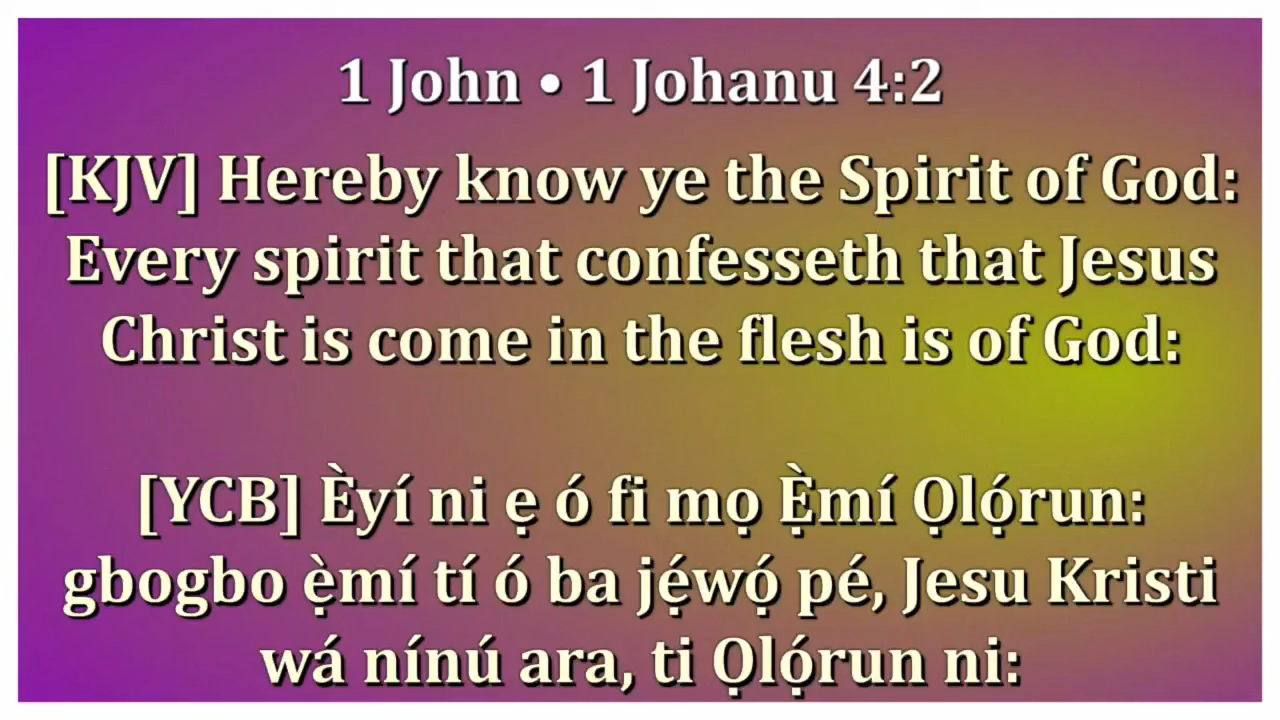 1 John • 1 Johanu 4:2
[KJV] Hereby know ye the Spirit of God:
Every spirit that confesseth that Jesus
Christ is come in the flesh is of God:
[YCB] Èyí ni ẹ ó fi mọ Ẹ̀mí Ọlọ́run:
gbogbo ẹ̀mí tí ó ba jẹ́wọ́ pé, Jesu Kristi
wá nínú ara, ti Ọlọ́run ni: